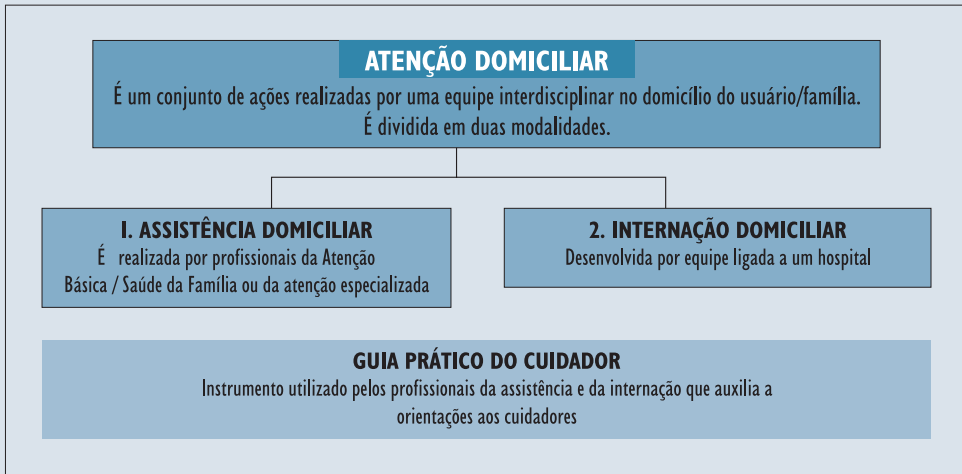 ATENÇÃO DOMICILIAR
É um conjunto de ações realizadas por uma equipe interdisciplinar no domicílio do usuário/família.
É dividida em duas modalidades.
1. ASSISTÊNCIA DOMICILIAR
É realizada por profissionais da Atenção
Básica / Saúde da Família ou da atenção especializada
2. INTERNAÇÃO DOMICILIAR
Desenvolvida por equipe ligada a um hospital
GUIA PRÁTICO DO CUIDADOR
Instrumento utilizado pelos profissionais da assistência e da internação que auxilia a
orientações aos cuidadores